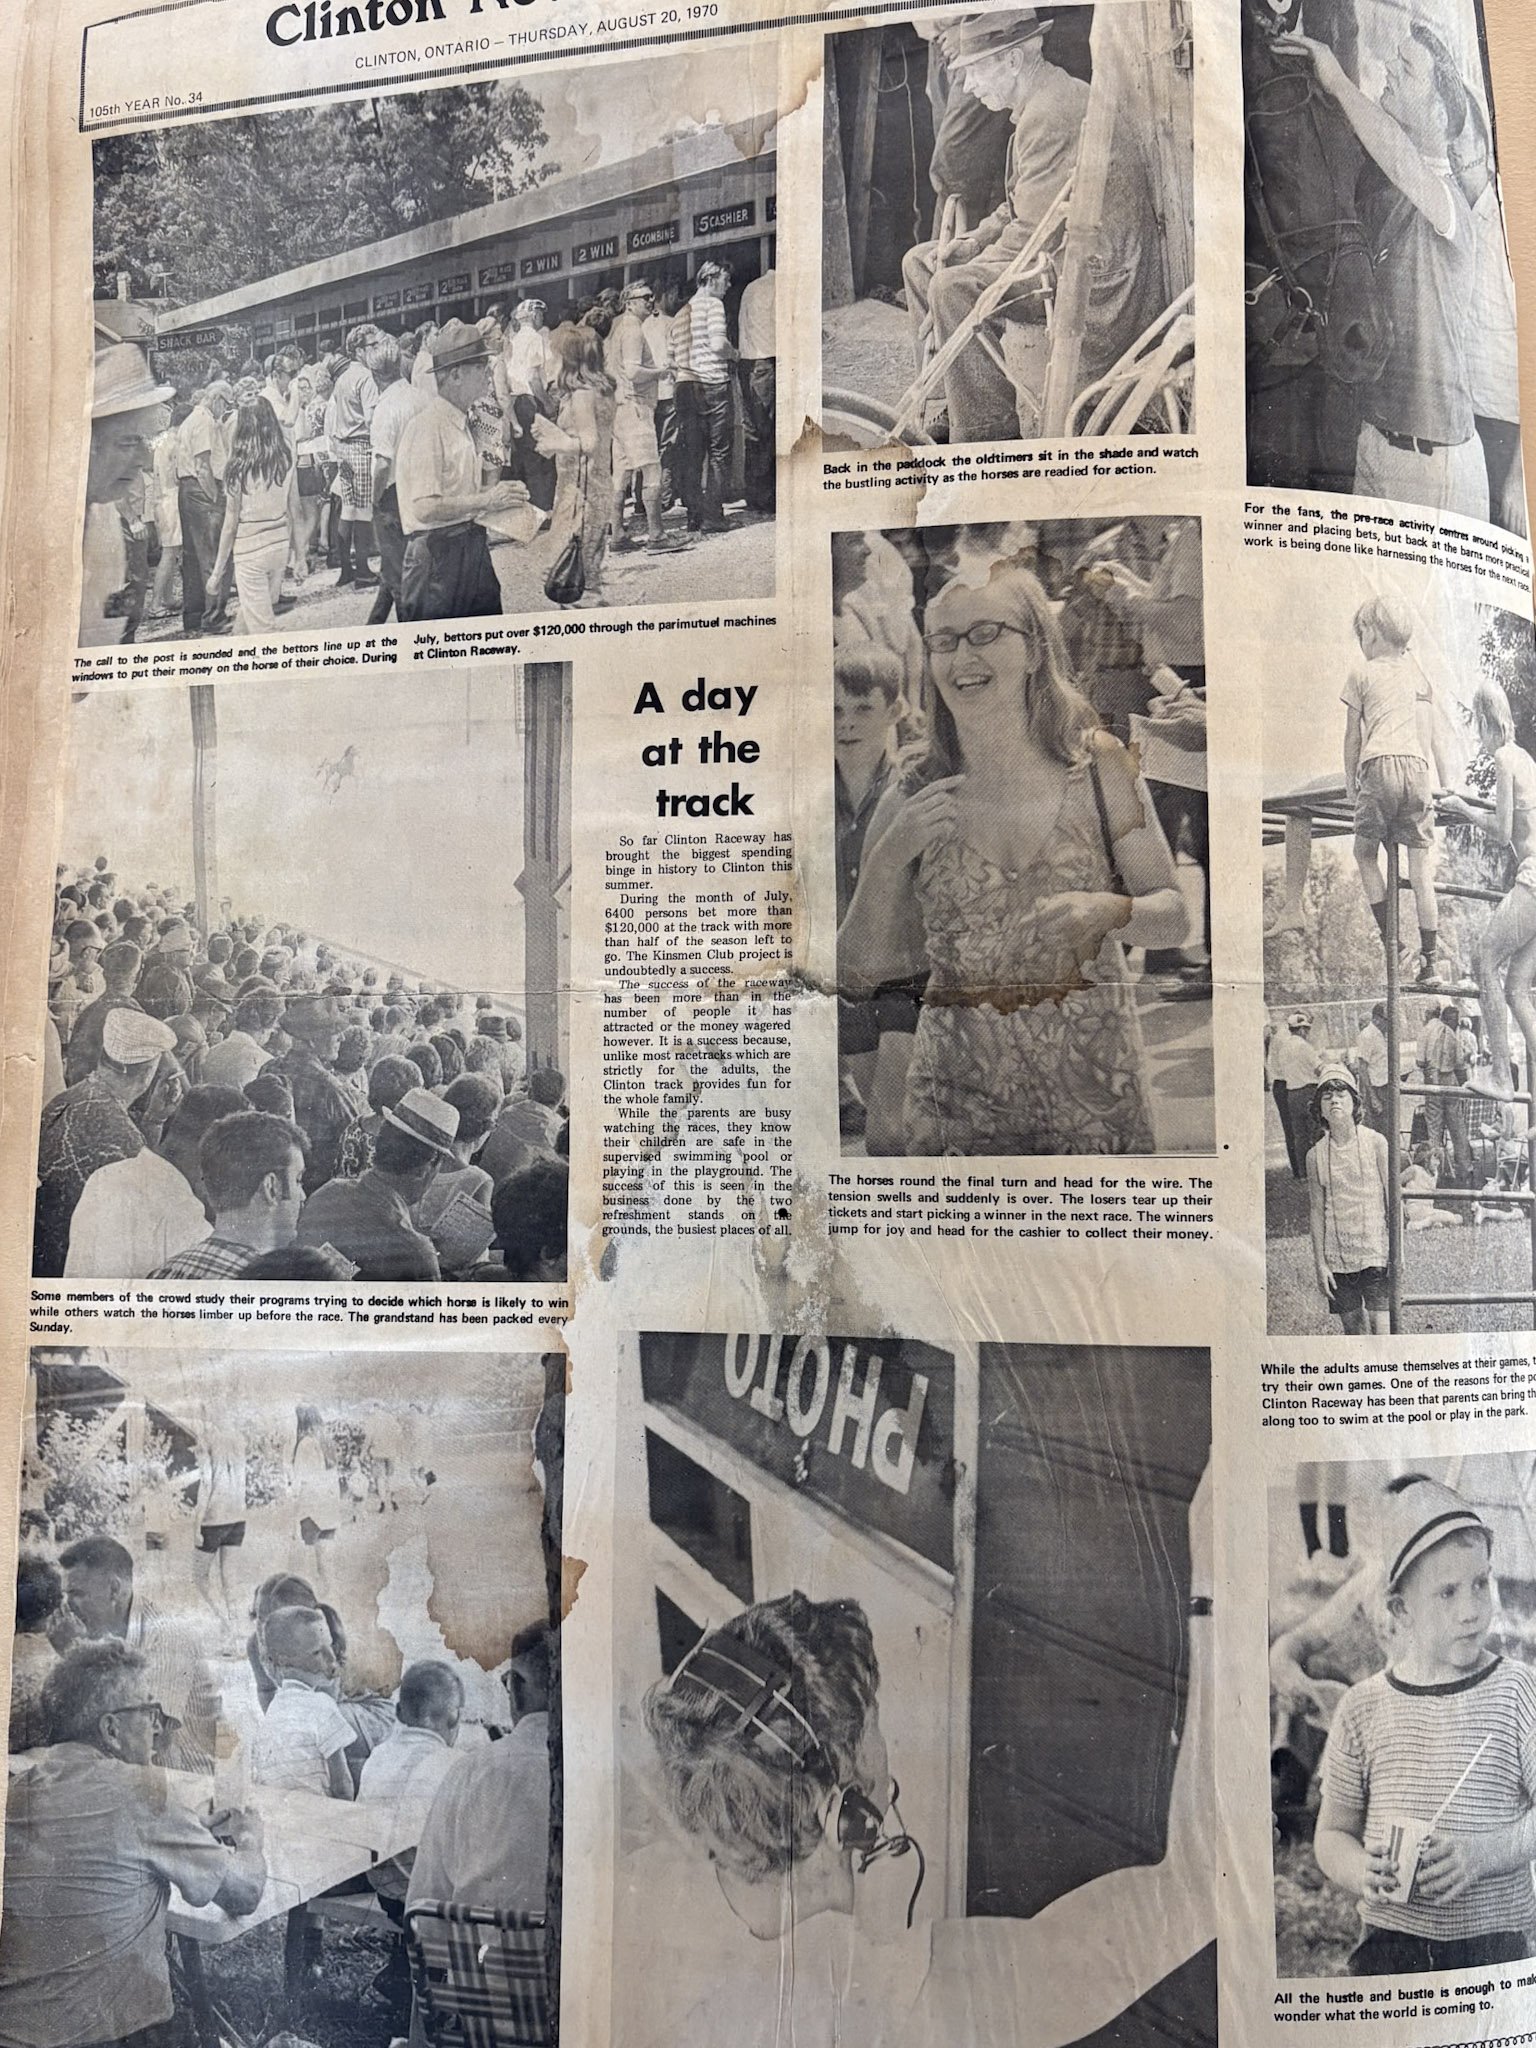 Clinton
CLINTON, ONTARIO — THURSDAY, AUGUST 20, 1970
105th YEAR No. 34
SNACK BAR
2 WIN
2 WIN
6 COMBINE
5 CASHIER
The call to the post is sounded and the bettors line up at the
windows to put their money on the horse of their choice. During
July, bettors put over $120,000 through the parimutuel machines
at Clinton Raceway.
Back in the paddock the oldtimers sit in the shade and watch
the bustling activity as the horses are readied for action.
For the fans, the pre-race activity centres around picking a
winner and placing bets, but back at the barns more practical
work is being done like harnessing the horses for the next race.
A day
at the
track
So far Clinton Raceway has
brought the biggest spending
binge in history to Clinton this
summer.
During the month of July,
6400 persons bet more than
$120,000 at the track with more
than half of the season left to
go. The Kinsmen Club project is
undoubtedly a success.
The success of the raceway
has been more than in the
number of people it has
attracted or the money wagered
however. It is a success because,
unlike most racetracks which are
strictly for the adults, the
Clinton track provides fun for
the whole family.
While the parents are busy
watching the races, they know
their children are safe in the
supervised swimming pool or
playing in the playground. The
success of this is seen in the
business done by the two
refreshment stands on the
grounds, the busiest places of all.
The horses round the final turn and head for the wire. The
tension swells and suddenly is over. The losers tear up their
tickets and start picking a winner in the next race. The winners
jump for joy and head for the cashier to collect their money.
Some members of the crowd study their programs trying to decide which horse is likely to win
while others watch the horses limber up before the race. The grandstand has been packed every
Sunday.
While the adults amuse themselves at their games,
try their own games. One of the reasons for the
Clinton Raceway has been that parents can bring
along too to swim at the pool or play in the park.
PHOTO
All the hustle and bustle is enough to
wonder what the world is coming to.